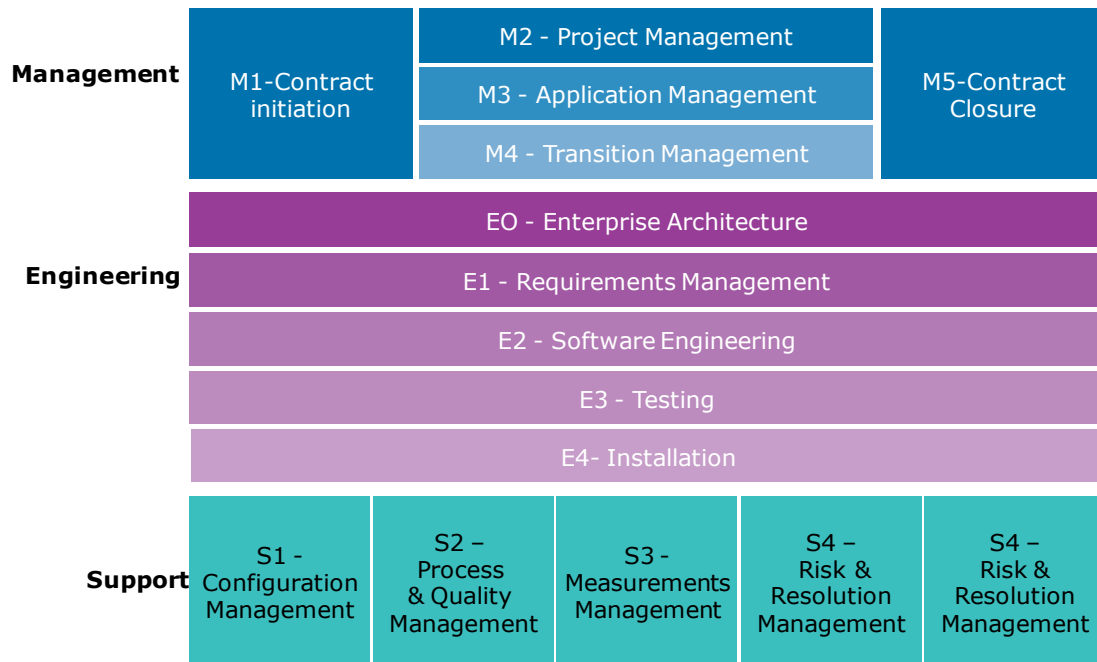 Management
M1-Contract
initiation
M2 - Project Management
M3 - Application Management
M4 - Transition Management
M5-Contract
Closure
Engineering
EO - Enterprise Architecture
E1 - Requirements Management
E2 - Software Engineering
E3 - Testing
E4- Installation
Support
S1 -
Configuration
Management
S2 –
Process
& Quality
Management
S3 -
Measurements
Management
S4 –
Risk &
Resolution
Management
S4 –
Risk &
Resolution
Management